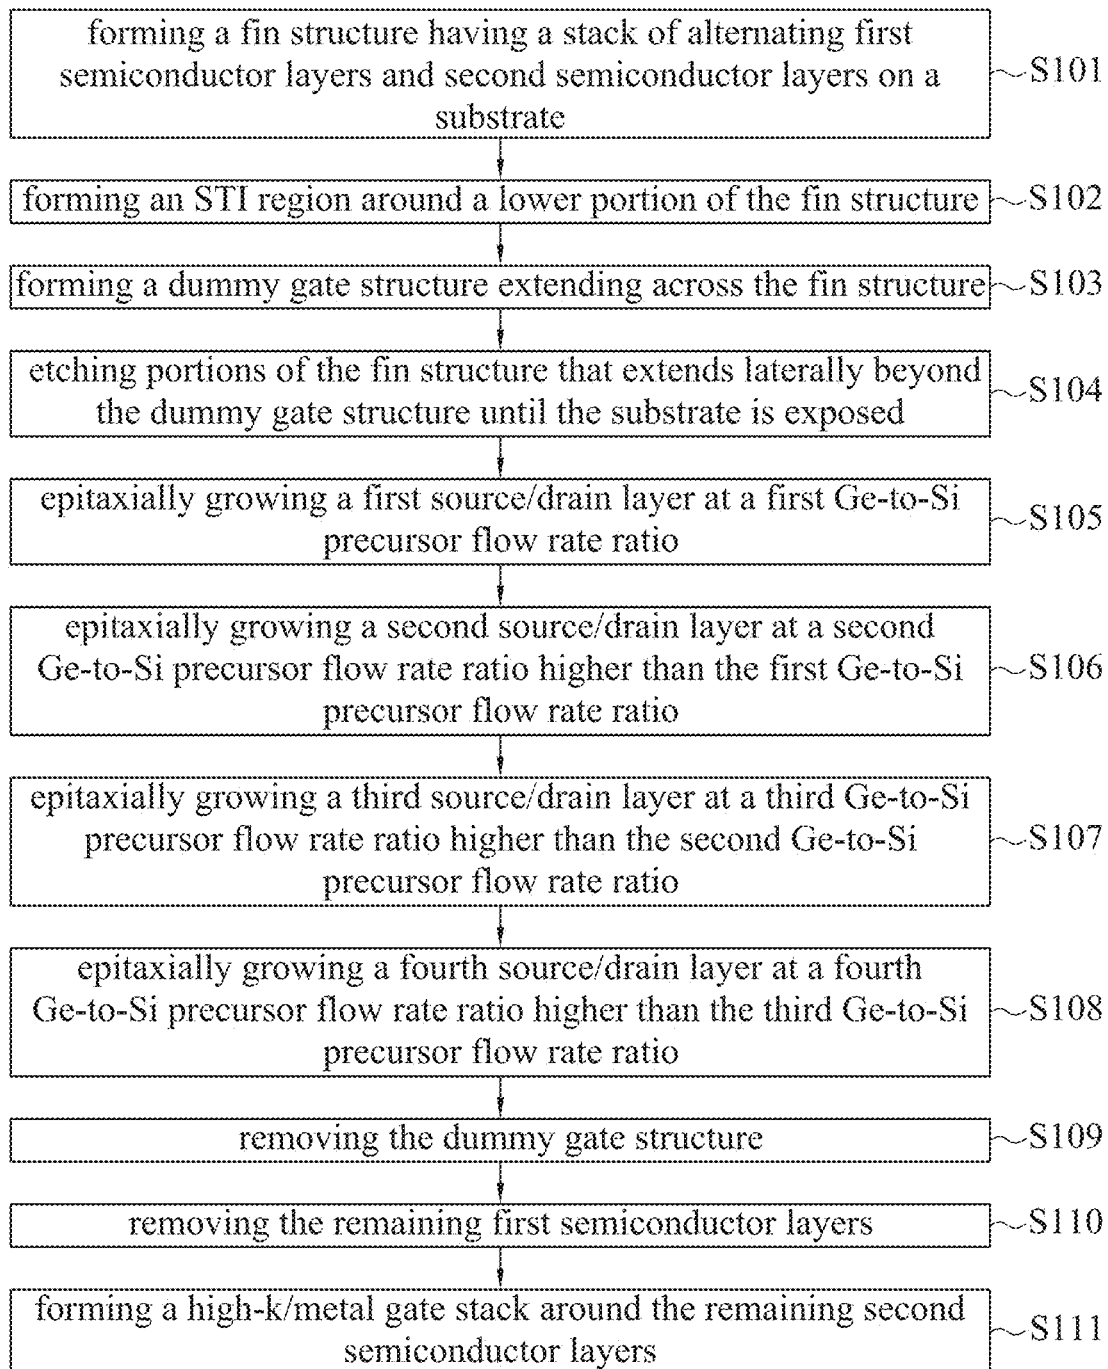 forming a fin structure having a stack of alternating first
semiconductor layers and second semiconductor layers on a
substrate
S101
forming an STI region around a lower portion of the fin structure
S102
forming a dummy gate structure extending across the fin structure
S103
etching portions of the fin structure that extends laterally beyond
the dummy gate structure until the substrate is exposed
S104
epitaxially growing a first source/drain layer at a first Ge-to-Si
precursor flow rate ratio
S105
epitaxially growing a second source/drain layer at a second
Ge-to-Si precursor flow rate ratio higher than the first Ge-to-Si
precursor flow rate ratio
S106
epitaxially growing a third source/drain layer at a third Ge-to-Si
precursor flow rate ratio higher than the second Ge-to-Si
precursor flow rate ratio
S107
epitaxially growing a fourth source/drain layer at a fourth
Ge-to-Si precursor flow rate ratio higher than the third Ge-to-Si
precursor flow rate ratio
S108
removing the dummy gate structure
S109
removing the remaining first semiconductor layers
S110
forming a high-k/metal gate stack around the remaining second
semiconductor layers
S111